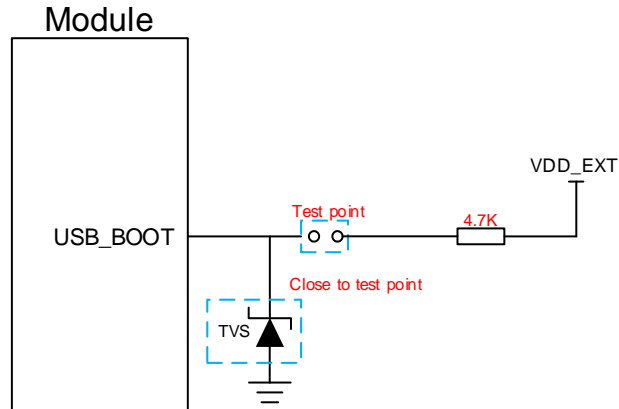 Module
VDD_EXT
Test point
4.7K
USB_BOOT
Close to test point
TVS